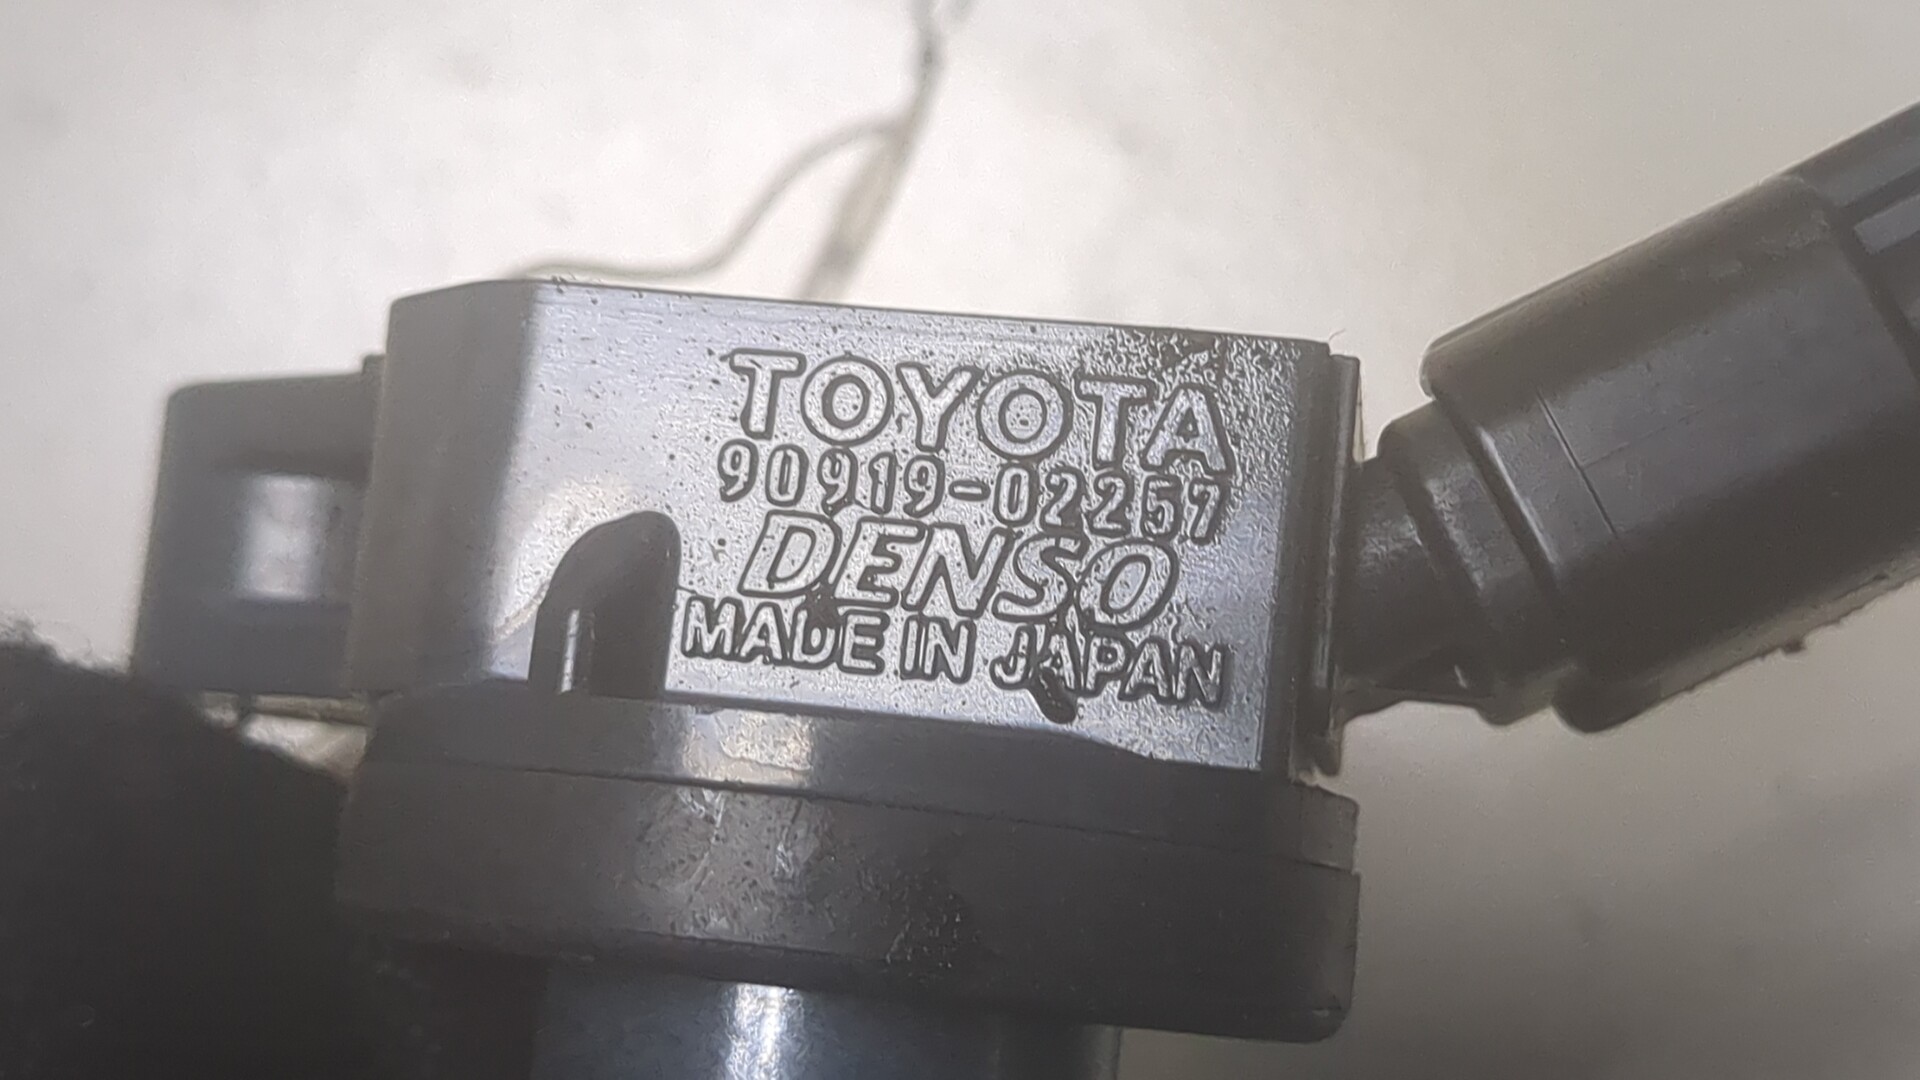 TOYOTA
90919-02257
DENSO
MADE IN JAPAN